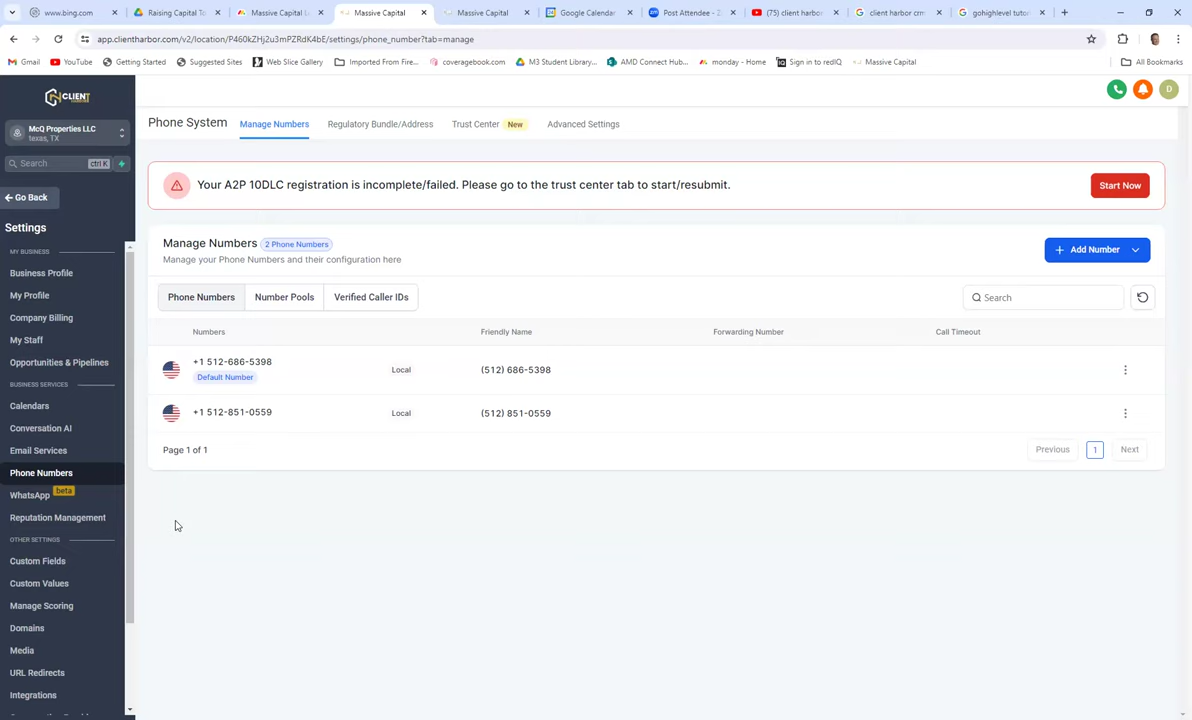 www.bing.com
Raising Capital To
Massive Capital L
Massive Capital
Massive Capital
Google Calendar
Post Attendee - Z
(75) client harbor
client harbor crm
gohighlevel tutor
app.clientharbor.com/v2/location/P460kZHj2u3mPZRdK4bE/settings/phone_number?tab=manage
Gmail
YouTube
Getting Started
Suggested Sites
Web Slice Gallery
Imported From Fire...
coveragebook.com
M3 Student Library...
AMD Connect Hub...
monday - Home
Sign in to redIQ
Massive Capital
All Bookmarks
CLIENT
D
McQ Properties LLC
texas, TX
Search ctrl K
Go Back
Settings
MY BUSINESS
Business Profile
My Profile
Company Billing
My Staff
Opportunities & Pipelines
BUSINESS SERVICES
Calendars
Conversation AI
Email Services
Phone Numbers
WhatsApp beta
Reputation Management
OTHER SETTINGS
Custom Fields
Custom Values
Manage Scoring
Domains
Media
URL Redirects
Integrations
Phone System
Manage Numbers
Regulatory Bundle/Address
Trust Center New
Advanced Settings
Your A2P 10DLC registration is incomplete/failed. Please go to the trust center tab to start/resubmit.
Start Now
Manage Numbers 2 Phone Numbers
Manage your Phone Numbers and their configuration here
Add Number
Phone Numbers
Number Pools
Verified Caller IDs
Search
Numbers Friendly Name Forwarding Number Call Timeout
+1 512-686-5398 Local (512) 686-5398
Default Number
+1 512-851-0559 Local (512) 851-0559
Page 1 of 1
Previous 1 Next